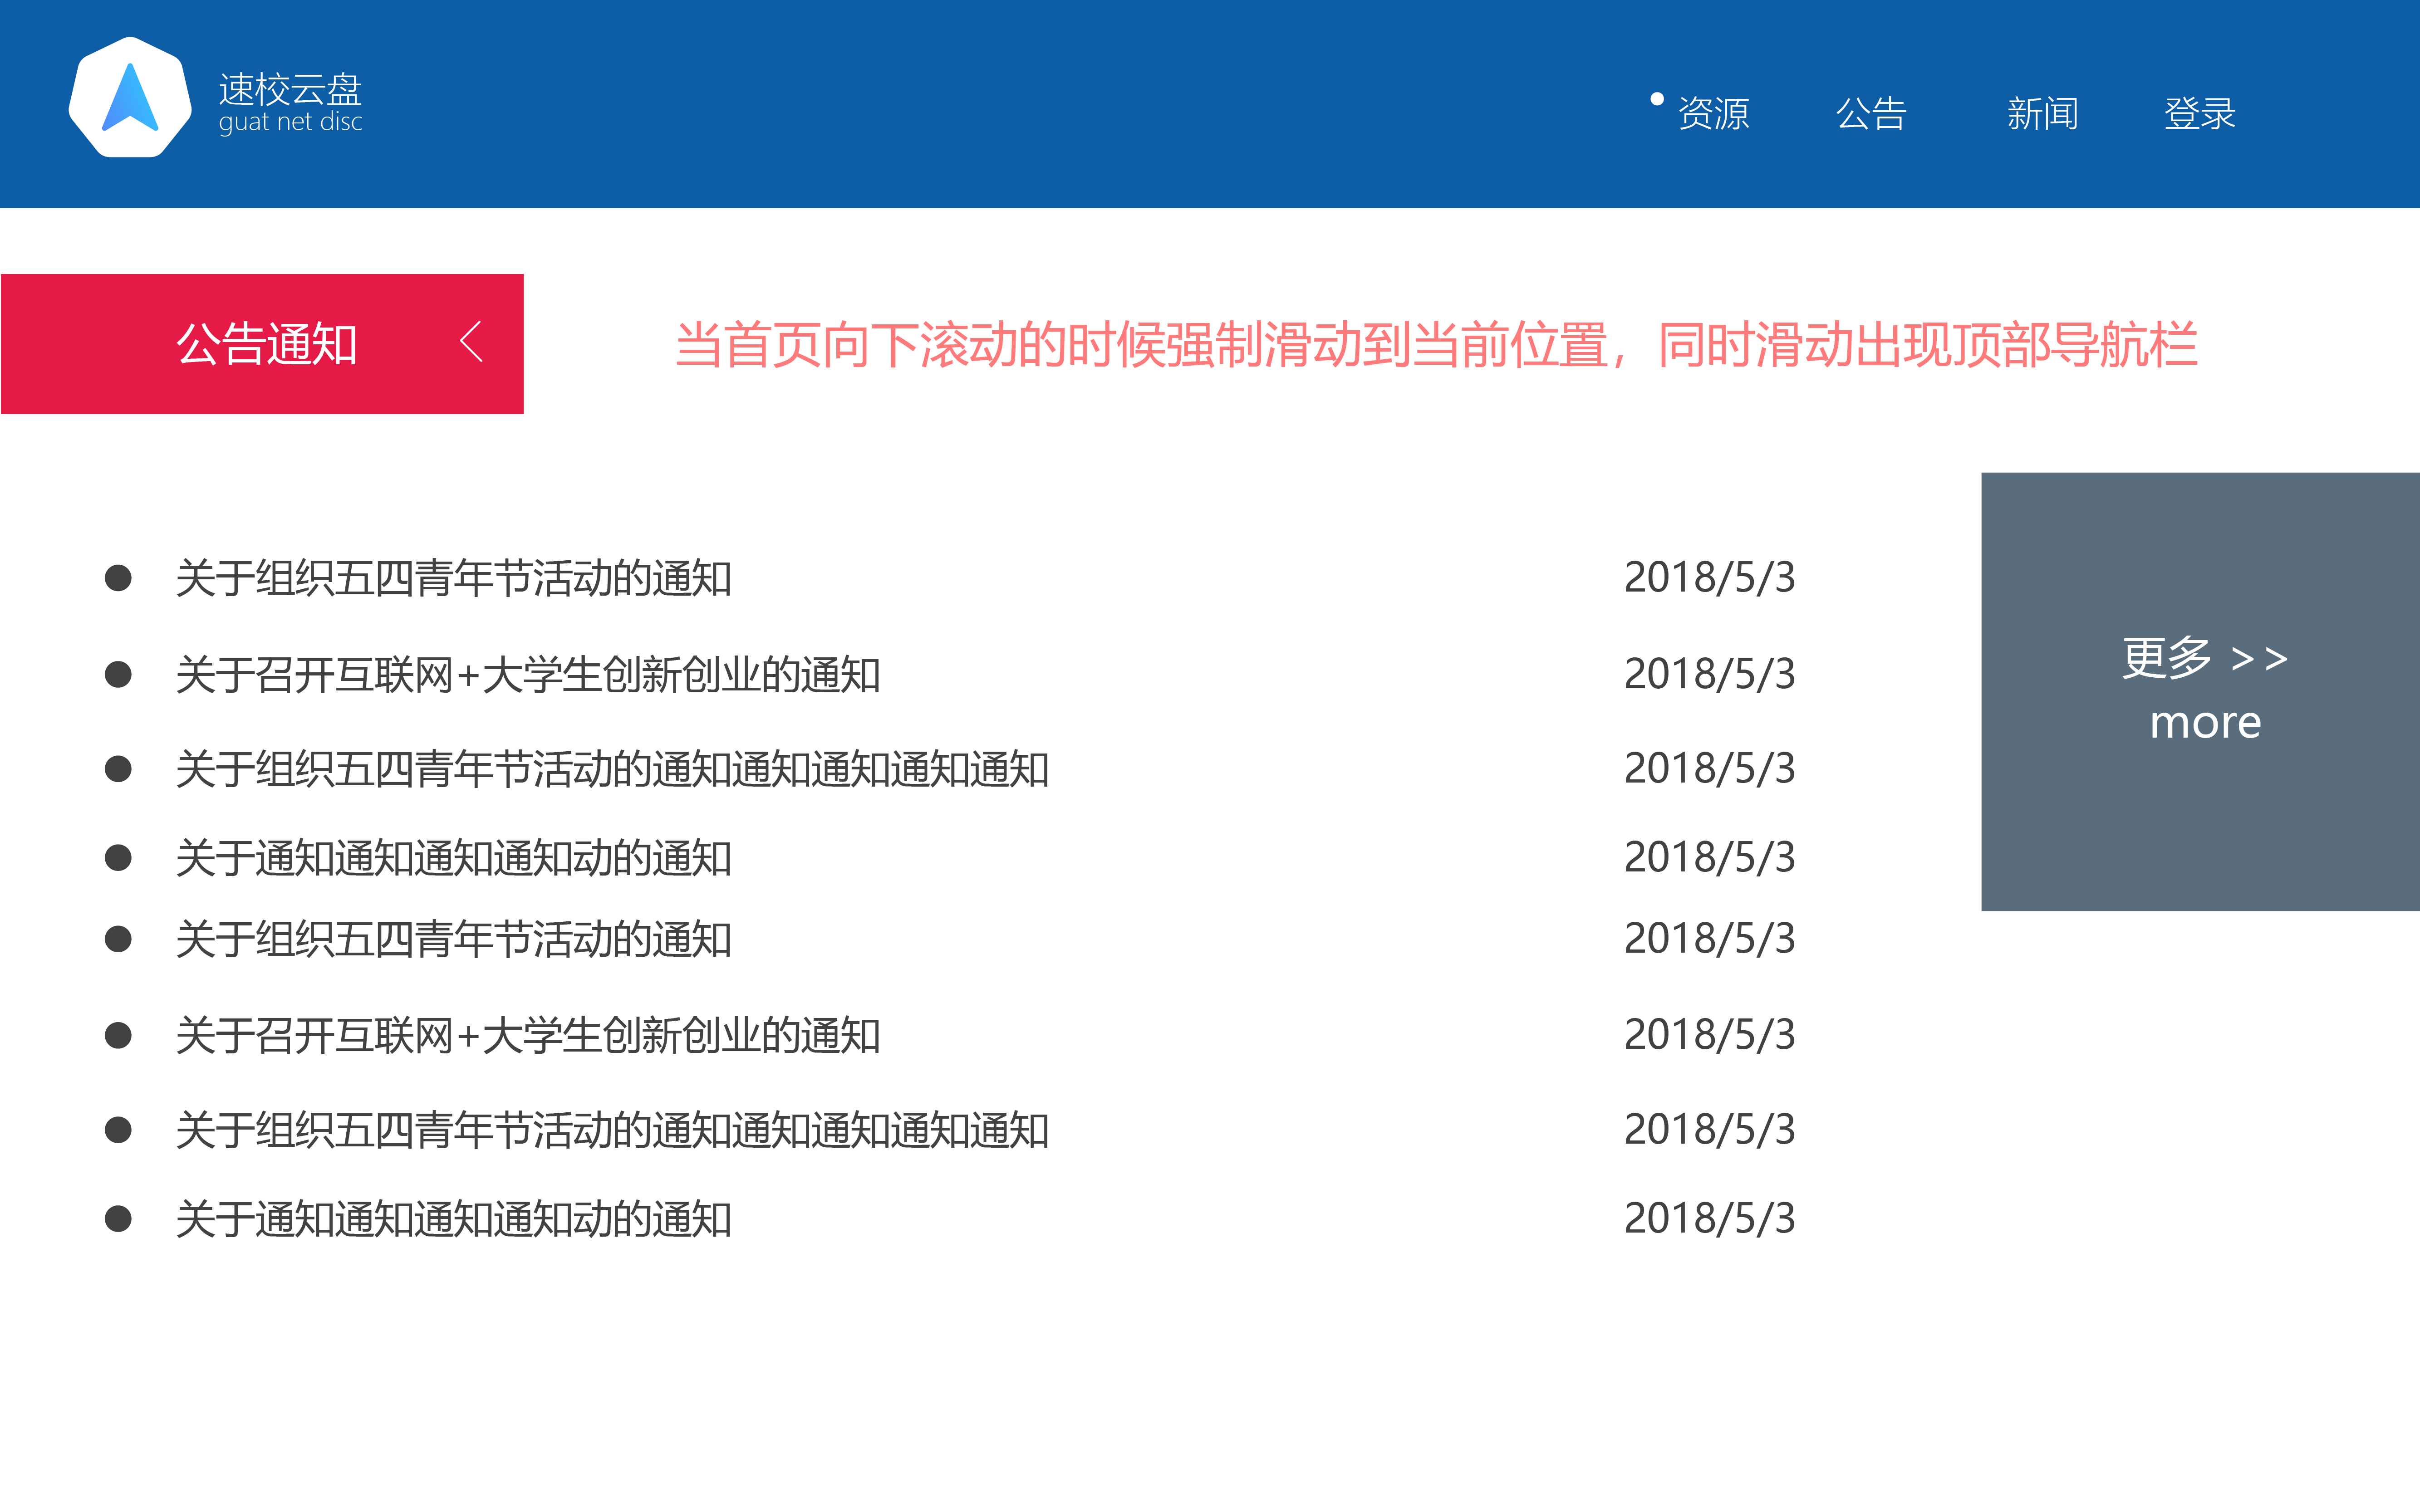 速校云盘
guat net disc
资源 公告 新闻 登录
公告通知
当首页向下滚动的时候强制滑动到当前位置，同时滑动出现顶部导航栏
关于组织五四青年节活动的通知 2018/5/3
关于召开互联网+大学生创新创业的通知 2018/5/3
关于组织五四青年节活动的通知通知通知通知通知 2018/5/3
关于通知通知通知通知动的通知 2018/5/3
关于组织五四青年节活动的通知 2018/5/3
关于召开互联网+大学生创新创业的通知 2018/5/3
关于组织五四青年节活动的通知通知通知通知通知 2018/5/3
关于通知通知通知通知动的通知 2018/5/3
更多 >>
more